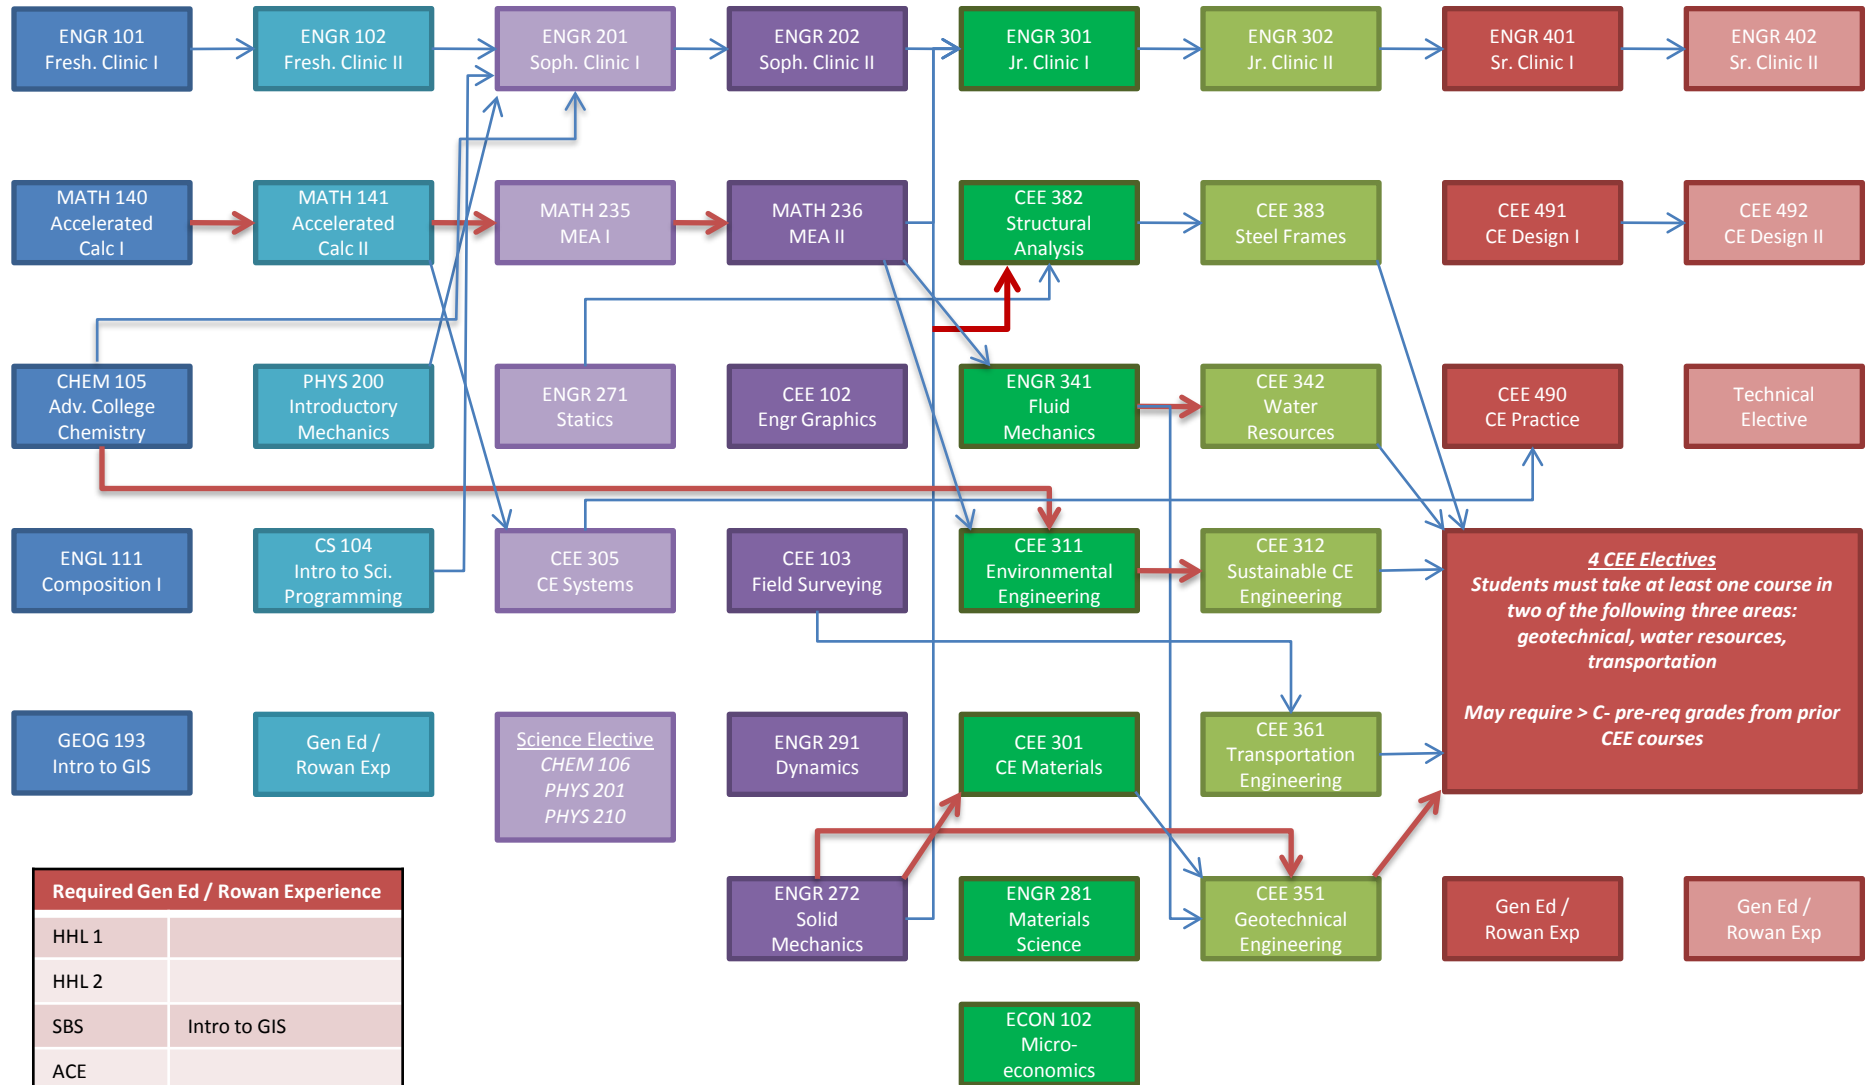 ENGR 101
Fresh. Clinic I
ENGR 102
Fresh. Clinic II
ENGR 201
Soph. Clinic I
ENGR 202
Soph. Clinic II
ENGR 301
Jr. Clinic I
ENGR 302
Jr. Clinic II
ENGR 401
Sr. Clinic I
ENGR 402
Sr. Clinic II
MATH 140
Accelerated
Calc I
MATH 141
Accelerated
Calc II
MATH 235
MEA I
MATH 236
MEA II
CEE 382
Structural
Analysis
CEE 383
Steel Frames
CEE 491
CE Design I
CEE 492
CE Design II
CHEM 105
Adv. College
Chemistry
PHYS 200
Introductory
Mechanics
ENGR 271
Statics
CEE 102
Engr Graphics
ENGR 341
Fluid
Mechanics
CEE 342
Water
Resources
CEE 490
CE Practice
Technical
Elective
ENGL 111
Composition I
CS 104
Intro to Sci.
Programming
CEE 305
CE Systems
CEE 103
Field Surveying
CEE 311
Environmental
Engineering
CEE 312
Sustainable CE
Engineering
4 CEE Electives
Students must take at least one course in
two of the following three areas:
geotechnical, water resources,
transportation
May require > C- pre-req grades from prior
CEE courses
GEOG 193
Intro to GIS
Gen Ed /
Rowan Exp
Science Elective
CHEM 106
PHYS 201
PHYS 210
ENGR 291
Dynamics
CEE 301
CE Materials
CEE 361
Transportation
Engineering
ENGR 272
Solid
Mechanics
ENGR 281
Materials
Science
CEE 351
Geotechnical
Engineering
Gen Ed /
Rowan Exp
Gen Ed /
Rowan Exp
ECON 102
Micro-
economics
Required Gen Ed / Rowan Experience
HHL 1
HHL 2
SBS Intro to GIS
ACE